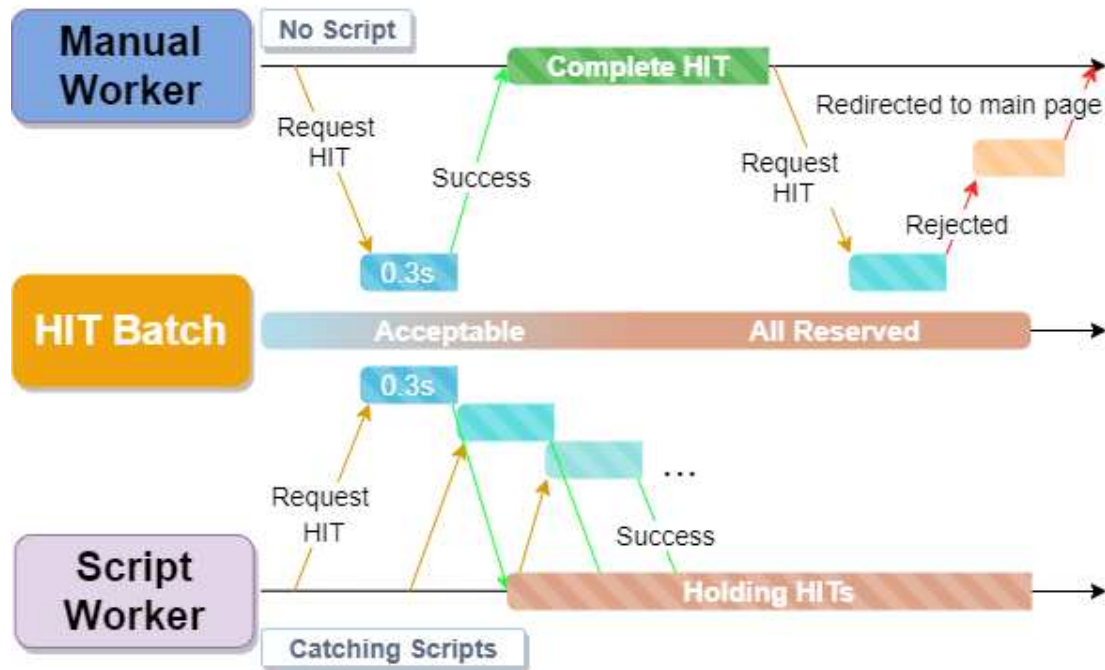 Manual
Worker
No Script
Complete HIT
Redirected to main page
Request
HIT
Success
Request
HIT
Rejected
0.3s
HIT Batch
Acceptable
All Reserved
0.3s
...
Request
HIT
Success
Script
Worker
Holding HITs
Catching Scripts